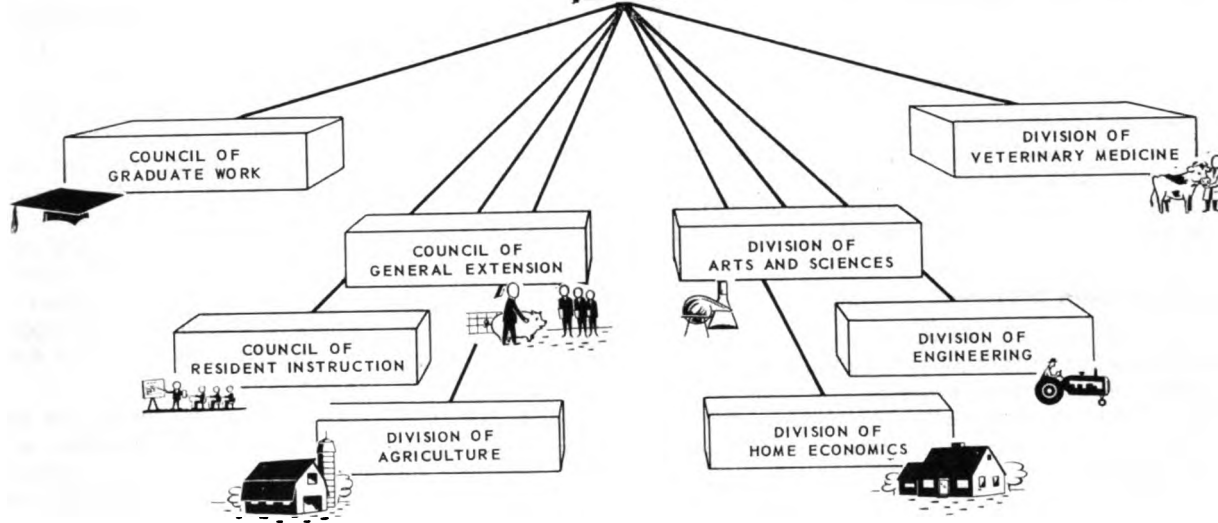 COUNCIL OF
GRADUATE WORK
DIVISION OF
VETERINARY MEDICINE
COUNCIL OF
GENERAL EXTENSION
DIVISION OF
ARTS AND SCIENCES
COUNCIL OF
RESIDENT INSTRUCTION
DIVISION OF
ENGINEERING
DIVISION OF
AGRICULTURE
DIVISION OF
HOME ECONOMICS